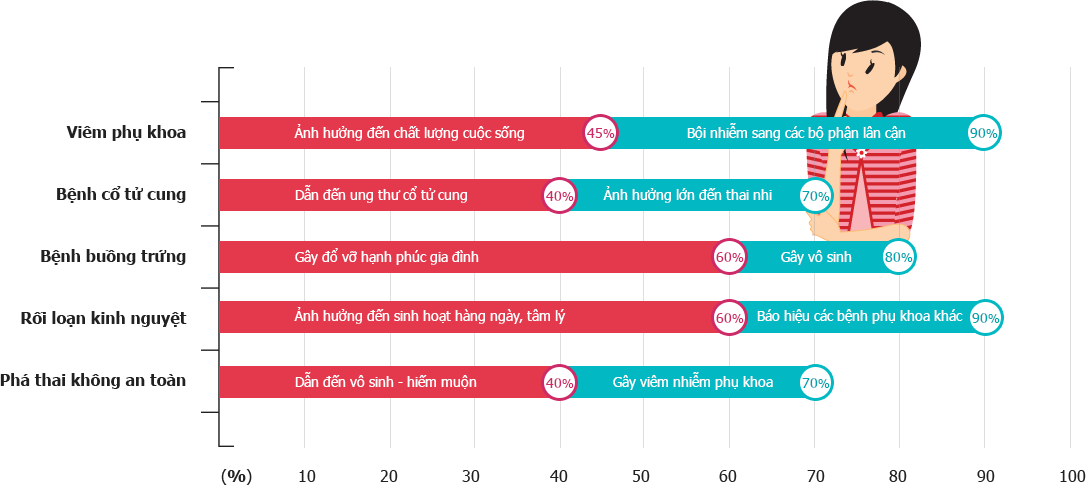 Viêm phụ khoa
Ảnh hưởng đến chất lượng cuộc sống
45%
Bội nhiễm sang các bộ phận lân cận
90%
Bệnh cổ tử cung
Dẫn đến ung thư cổ tử cung
40%
Ảnh hưởng lớn đến thai nhi
70%
Bệnh buồng trứng
Gây đổ vỡ hạnh phúc gia đình
60%
Gây vô sinh
80%
Rối loạn kinh nguyệt
Ảnh hưởng đến sinh hoạt hàng ngày, tâm lý
60%
Báo hiệu các bệnh phụ khoa khác
90%
Phá thai không an toàn
Dẫn đến vô sinh - hiếm muộn
40%
Gây viêm nhiễm phụ khoa
70%
(%) 10 20 30 40 50 60 70 80 90 100